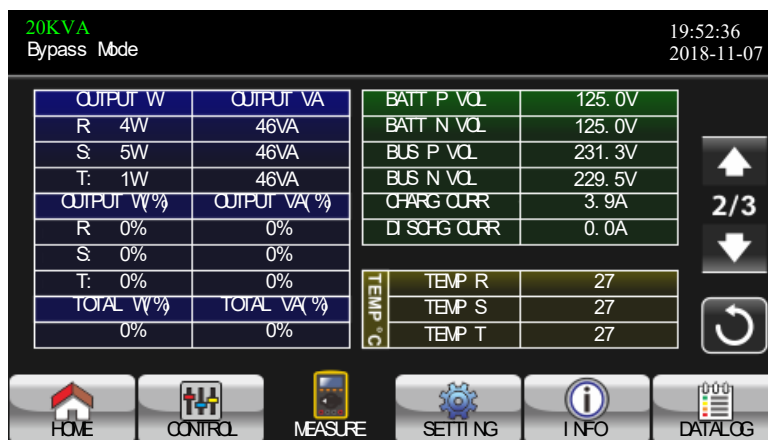 20KVA
Bypass Mode
19:52:36
2018-11-07
OUTPUT W OUTPUT VA
R: 4W 46VA
S: 5W 46VA
T: 1W 46VA
OUTPUT W(%) OUTPUT VA(%)
R: 0% 0%
S: 0% 0%
T: 0% 0%
TOTAL W(%) TOTAL VA(%)
0% 0%
BATT P VOL 125.0V
BATT N VOL 125.0V
BUS P VOL 231.3V
BUS N VOL 229.5V
CHARG CURR 3.9A
DISCHG CURR 0.0A
TEMP °C
TEMP R 27
TEMP S 27
TEMP T 27
2/3
HOME CONTROL MEASURE SETTING INFO DATALOG